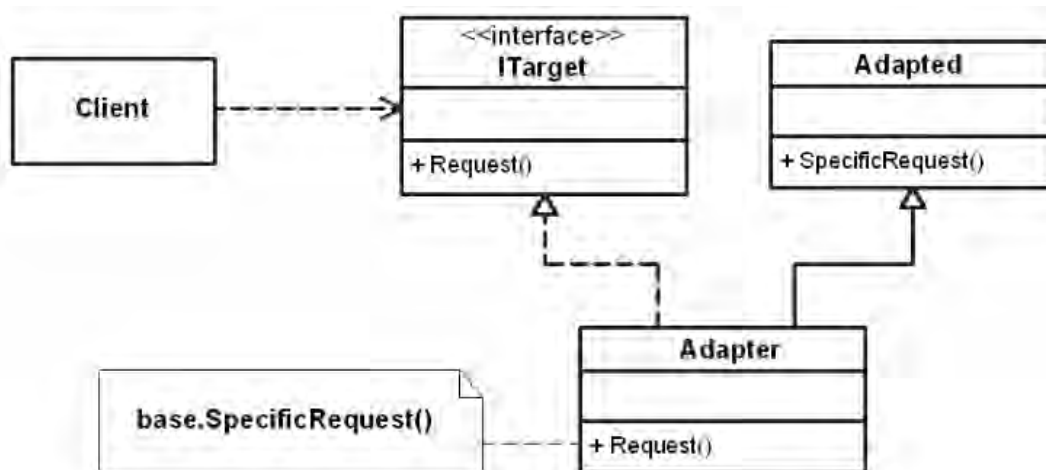 Client
<<interface>>
ITarget
+ Request()
Adapted
+ SpecificRequest()
Adapter
+ Request()
base.SpecificRequest()